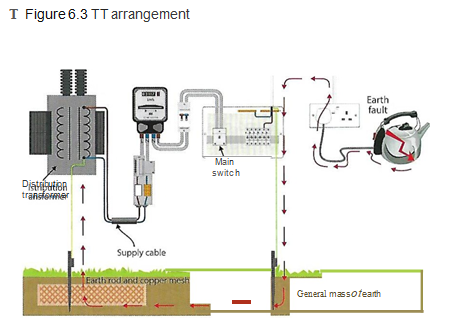 T Figure 6.3 TT arrangement
Earth
fault
Main
switch
Distribution
transformer
Supply cable
Earth rod and copper mesh
General mass of earth